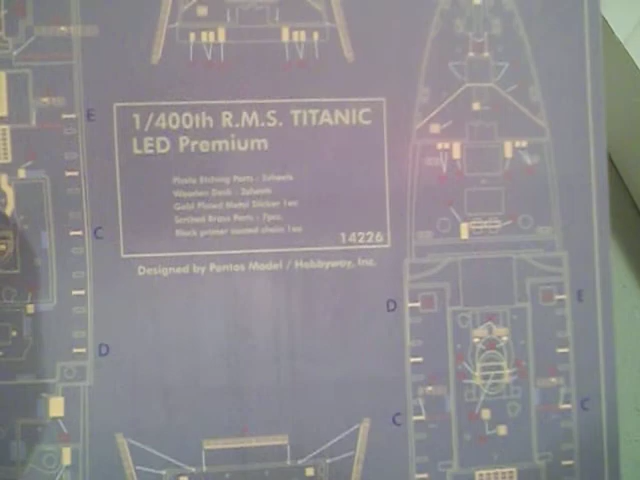 1/400th R.M.S. TITANIC
LED Premium
Photo Etching Parts - 3sheets
Wooden Deck - 2sheets
Gold Plated Metal Sticker 1ea
Scribed Brass Parts - 7pcs
Black primer coated chain 1ea
14226
Designed by Pontos Model / Hobbyway, Inc.
E
C
D
D
E
C
C